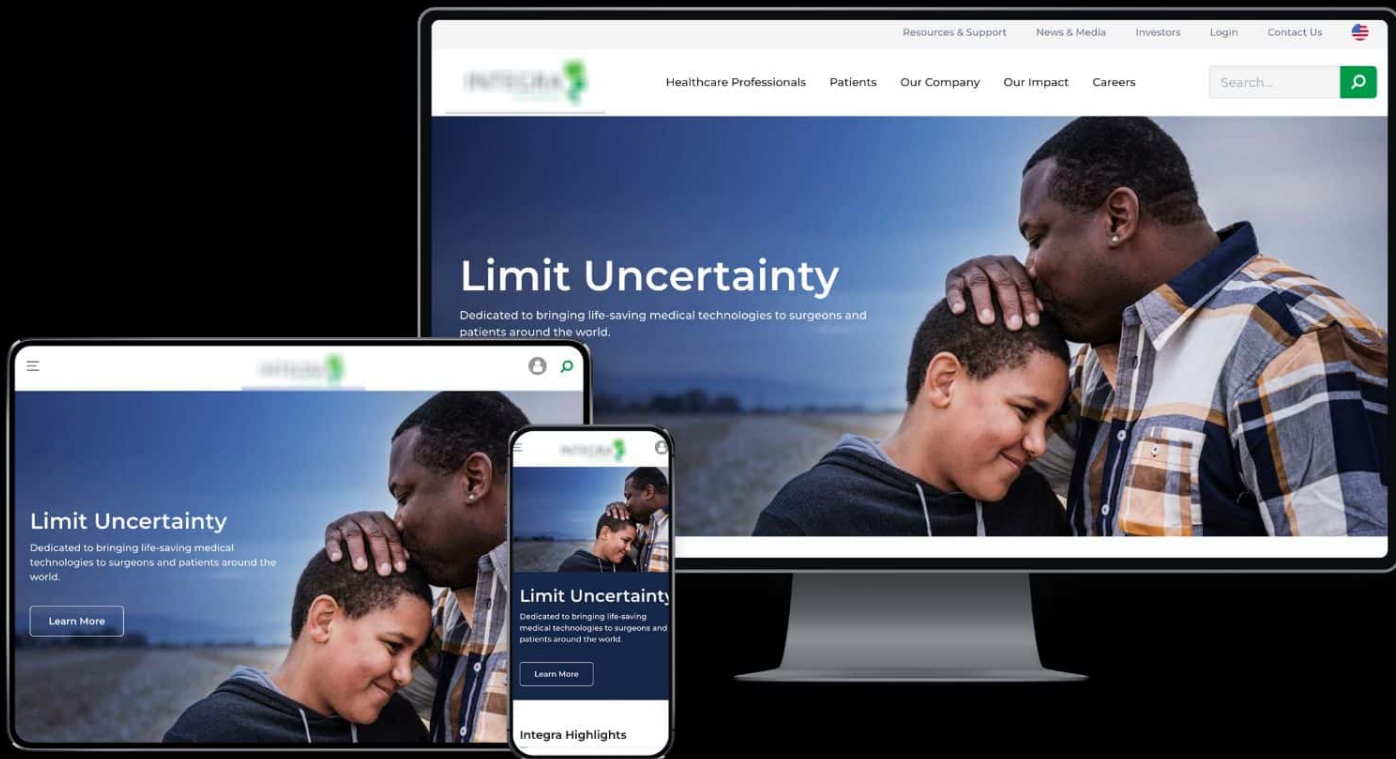 Resources & Support News & Media Investors Login Contact Us
Healthcare Professionals Patients Our Company Our Impact Careers
Search...
Limit Uncertainty
Dedicated to bringing life-saving medical technologies to surgeons and
patients around the world.
Limit Uncertainty
Dedicated to bringing life-saving medical
technologies to surgeons and patients around the
world.
Learn More
Limit Uncertainty
Dedicated to bringing life-saving
medical technologies to surgeons and
patients around the world.
Learn More
Integra Highlights